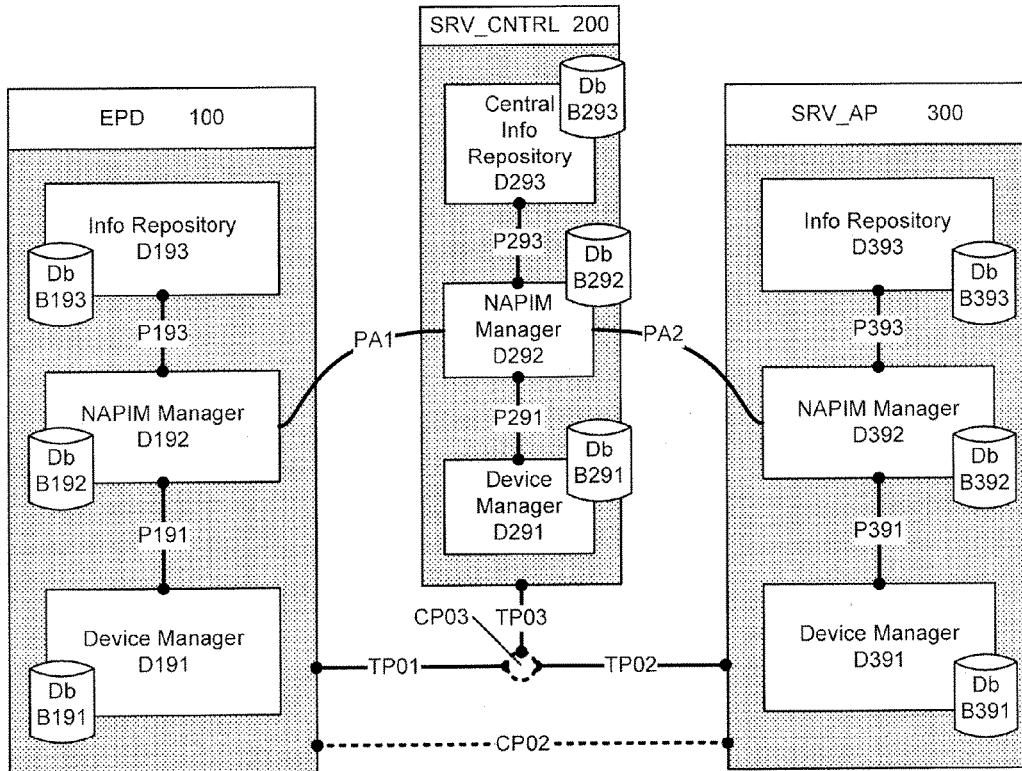 SRV_CNTRL 200
Db
B293
Central
Info
Repository
D293
P293
Db
B292
NAPIM
Manager
D292
P291
Db
B291
Device
Manager
D291
EPD 100
Info Repository
D193
Db
B193
P193
NAPIM Manager
D192
Db
B192
P191
Device Manager
D191
Db
B191
PA1
PA2
SRV_AP 300
Info Repository
D393
Db
B393
P393
NAPIM Manager
D392
Db
B392
P391
Device Manager
D391
Db
B391
CP03
TP03
TP01
TP02
CP02